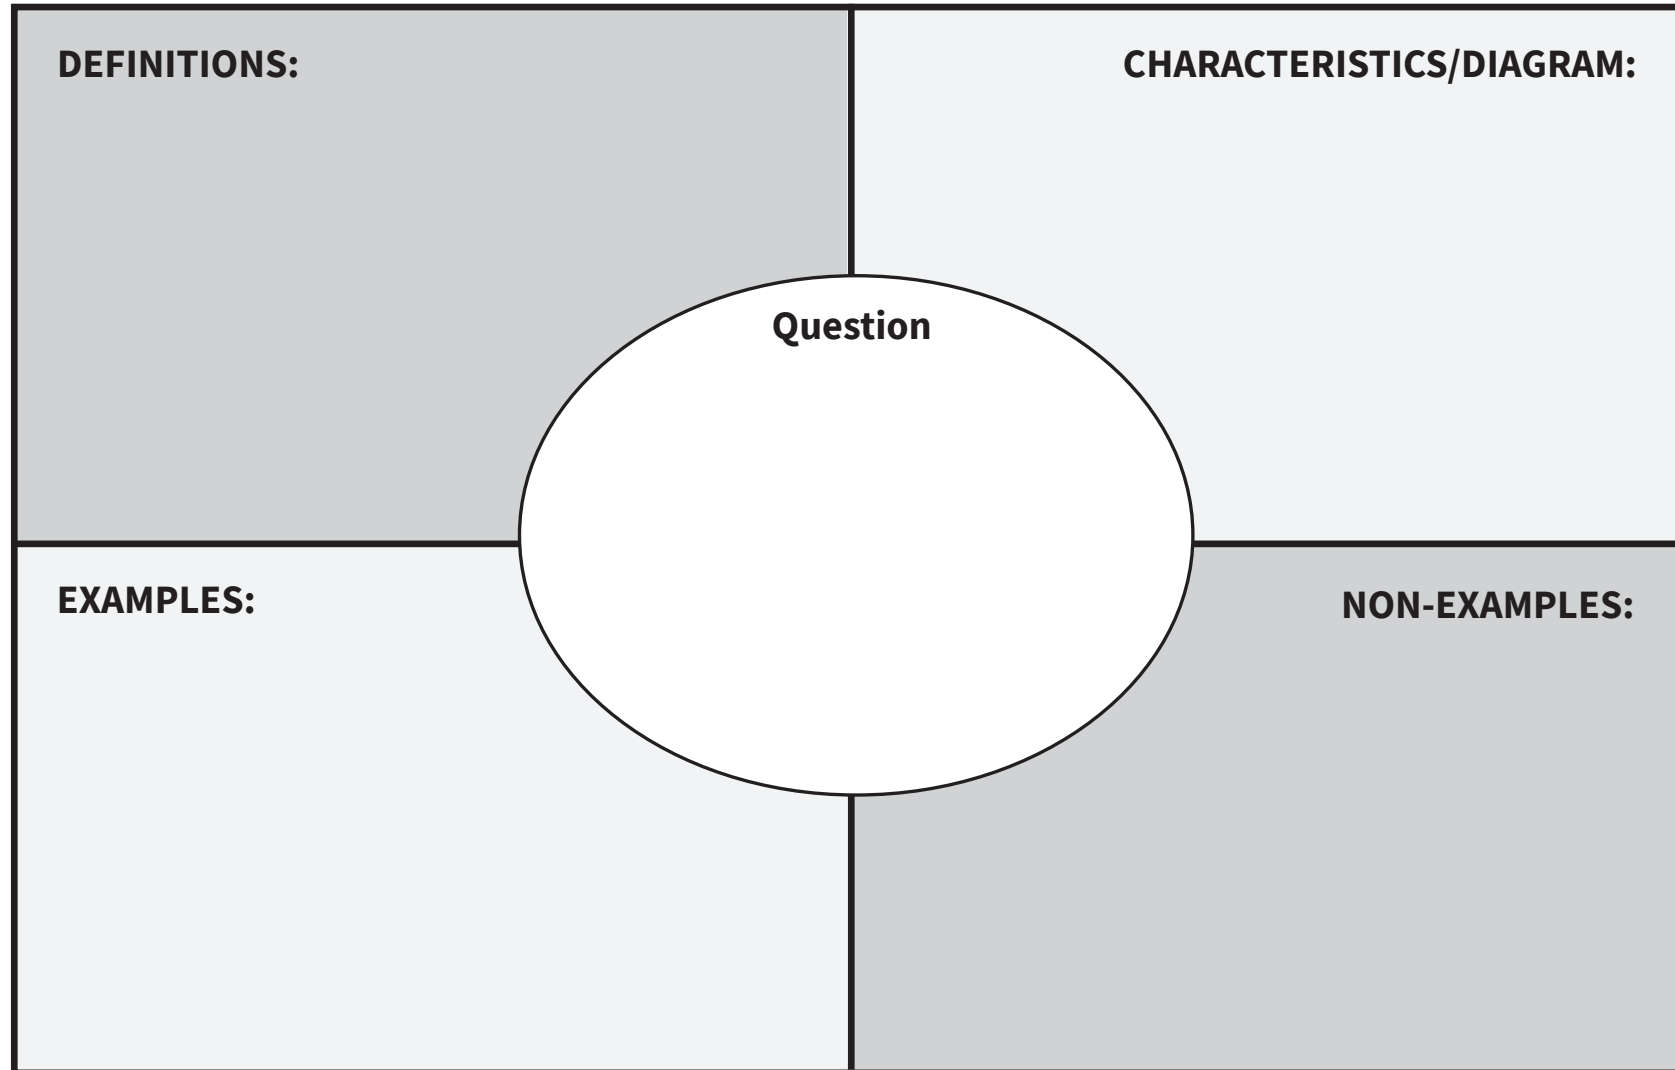 DEFINITIONS:
CHARACTERISTICS/DIAGRAM:
Question
EXAMPLES:
NON-EXAMPLES: